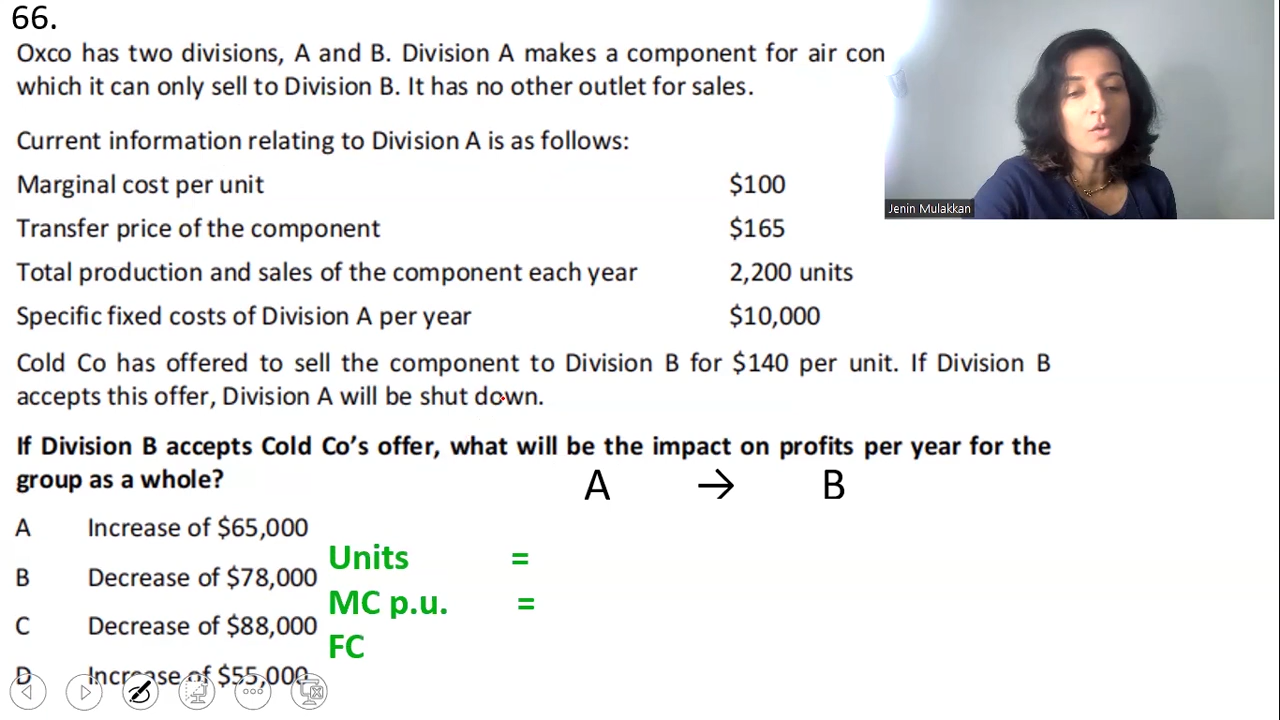 66.
Oxco has two divisions, A and B. Division A makes a component for air con
which it can only sell to Division B. It has no other outlet for sales.
Current information relating to Division A is as follows:
Marginal cost per unit $100
Transfer price of the component $165
Total production and sales of the component each year 2,200 units
Specific fixed costs of Division A per year $10,000
Cold Co has offered to sell the component to Division B for $140 per unit. If Division B
accepts this offer, Division A will be shut down.
If Division B accepts Cold Co’s offer, what will be the impact on profits per year for the
group as a whole?
A → B
A Increase of $65,000
Units =
B Decrease of $78,000
MC p.u. =
C Decrease of $88,000
FC
D Increase of $55,000
Jenin Mulakkan